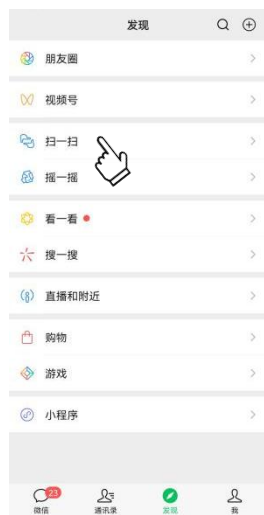 发现
朋友圈
视频号
扫一扫
摇一摇
看一看
搜一搜
直播和附近
购物
游戏
小程序
23
微信 通讯录 发现 我